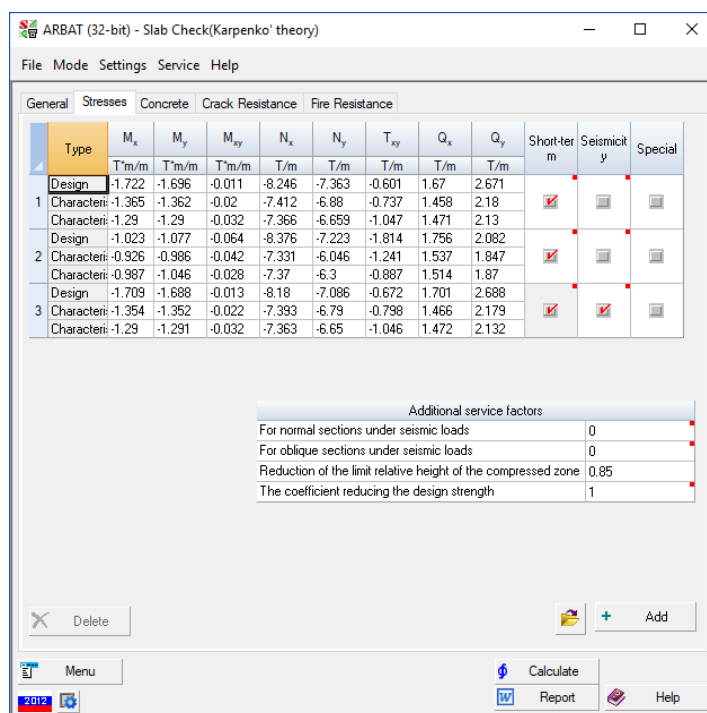 ARBAT (32-bit) - Slab Check(Karpenko' theory)
File Mode Settings Service Help
General Stresses Concrete Crack Resistance Fire Resistance
Type Mx My Mxy Nx Ny Txy Qx Qy Short-ter m Seismicit y Special
T*m/m T*m/m T*m/m T/m T/m T/m T/m T/m
1
Design -1.722 -1.696 -0.011 -8.246 -7.363 -0.601 1.67 2.671
Characteri: -1.365 -1.362 -0.02 -7.412 -6.88 -0.737 1.458 2.18
Characteri: -1.29 -1.29 -0.032 -7.366 -6.659 -1.047 1.471 2.13
2
Design -1.023 -1.077 -0.064 -8.376 -7.223 -1.814 1.756 2.082
Characteri: -0.926 -0.986 -0.042 -7.331 -6.046 -1.241 1.537 1.847
Characteri: -0.987 -1.046 -0.028 -7.37 -6.3 -0.887 1.514 1.87
3
Design -1.709 -1.688 -0.013 -8.18 -7.086 -0.672 1.701 2.688
Characteri: -1.354 -1.352 -0.022 -7.393 -6.79 -0.798 1.466 2.179
Characteri: -1.29 -1.291 -0.032 -7.363 -6.65 -1.046 1.472 2.132
Additional service factors
For normal sections under seismic loads 0
For oblique sections under seismic loads 0
Reduction of the limit relative height of the compressed zone 0.85
The coefficient reducing the design strength 1
Delete
+ Add
Menu
Calculate
2012
Report
Help